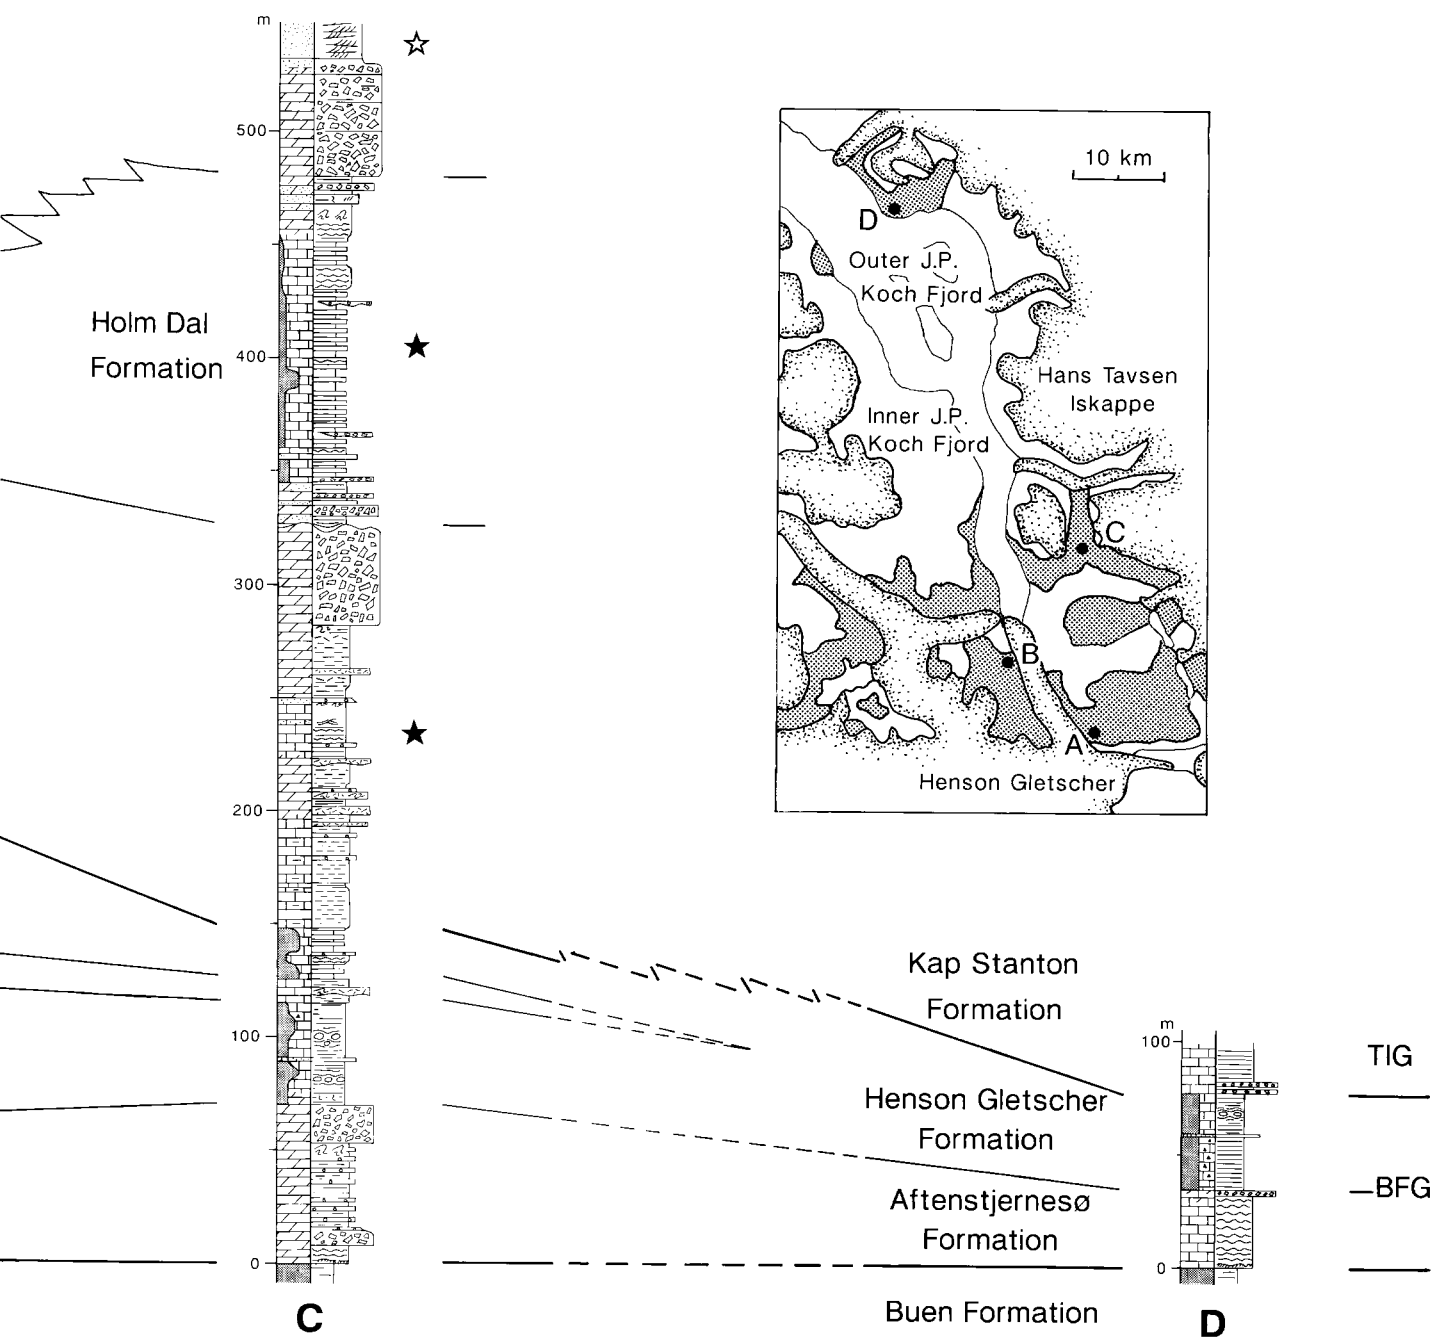 m
500
400
300
200
100
0
C
Holm Dal
Formation
10 km
D
Outer J.P.
Koch Fjord
Hans Tavsen
Iskappe
Inner J.P.
Koch Fjord
C
B
A
Henson Gletscher
Kap Stanton
Formation
Henson Gletscher
Formation
Aftenstjernesø
Formation
Buen Formation
m
100
0
D
TIG
BFG